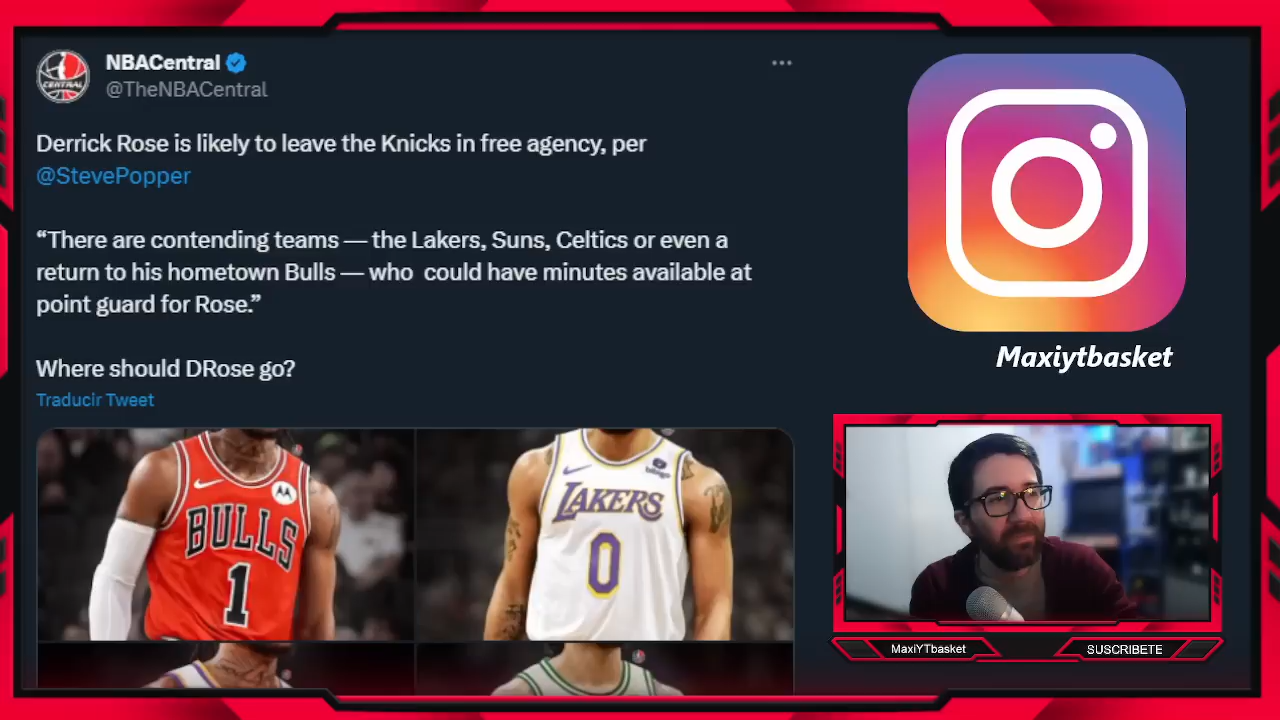 NBACentral
@TheNBACentral
Derrick Rose is likely to leave the Knicks in free agency, per
@StevePopper
“There are contending teams — the Lakers, Suns, Celtics or even a
return to his hometown Bulls — who could have minutes available at
point guard for Rose.”
Where should DRose go?
Traducir Tweet
CENTRAL
BULLS
1
LAKERS
0
bibigo
Maxiytbasket
MaxiYTbasket
SUSCRIBETE